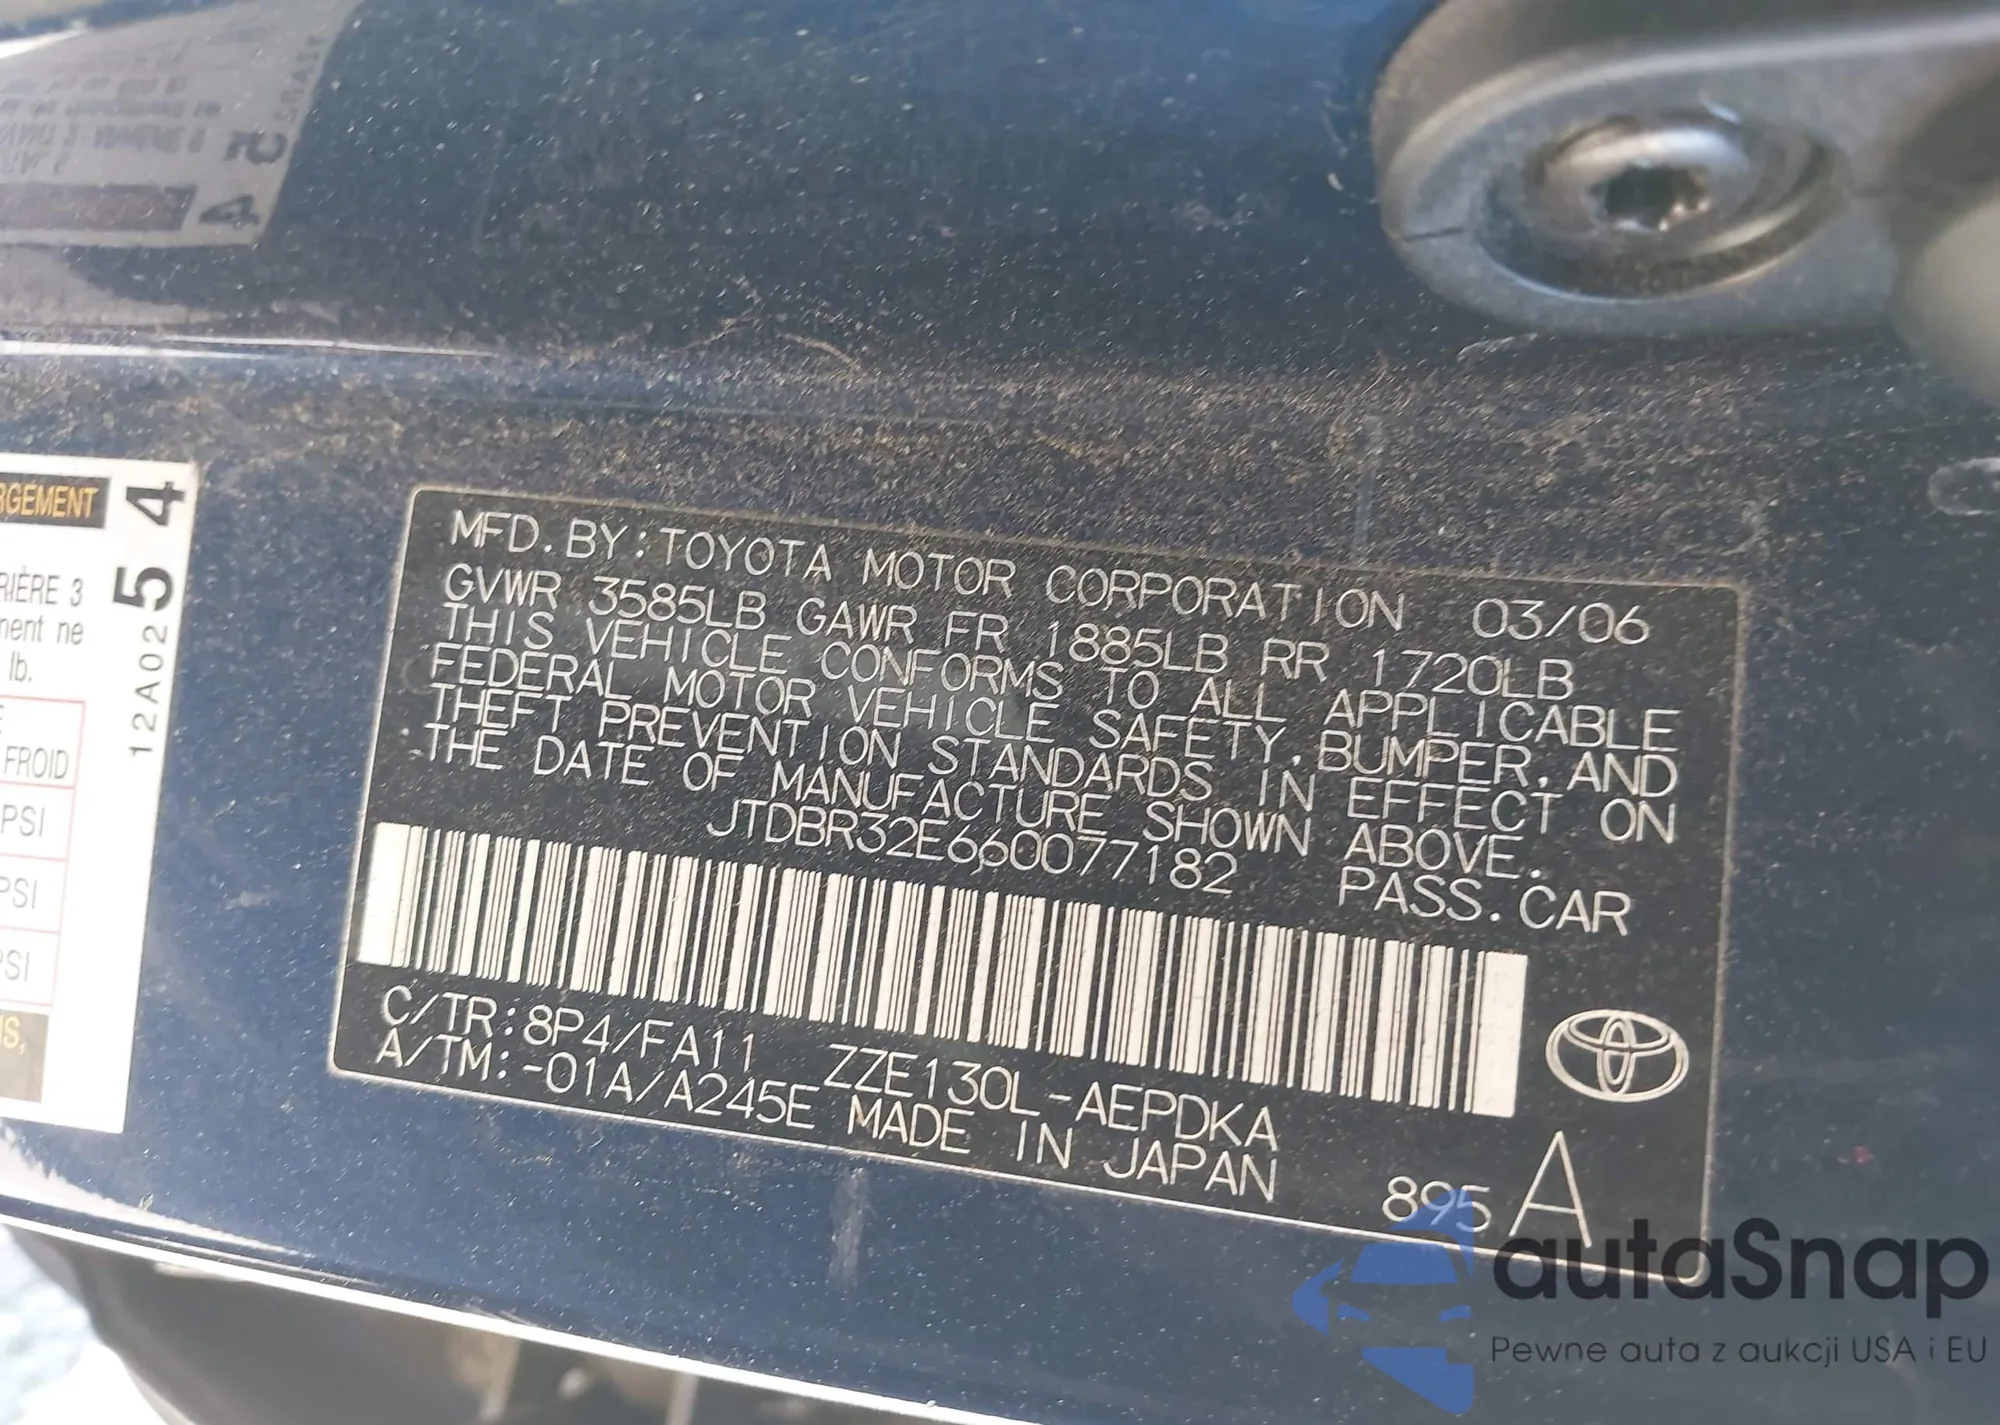 RGEMENT
RIÈRE 3
ment ne
lb.
E
FROID
PSI
PSI
PSI
IS,
54
12A02
MFD. BY: TOYOTA MOTOR CORPORATION 03/06
GVWR 3585LB GAWR FR 1885LB RR 1720LB
THIS VEHICLE CONFORMS TO ALL APPLICABLE
FEDERAL MOTOR VEHICLE SAFETY, BUMPER, AND
THEFT PREVENTION STANDARDS IN EFFECT ON
THE DATE OF MANUFACTURE SHOWN ABOVE.
JTDBR32E660077182 PASS. CAR
C/TR: 8P4/FA11 ZZE130L-AEPDKA
A/TM: -01A/A245E MADE IN JAPAN
895 A
autaSnap
Pewne auta z aukcji USA i EU